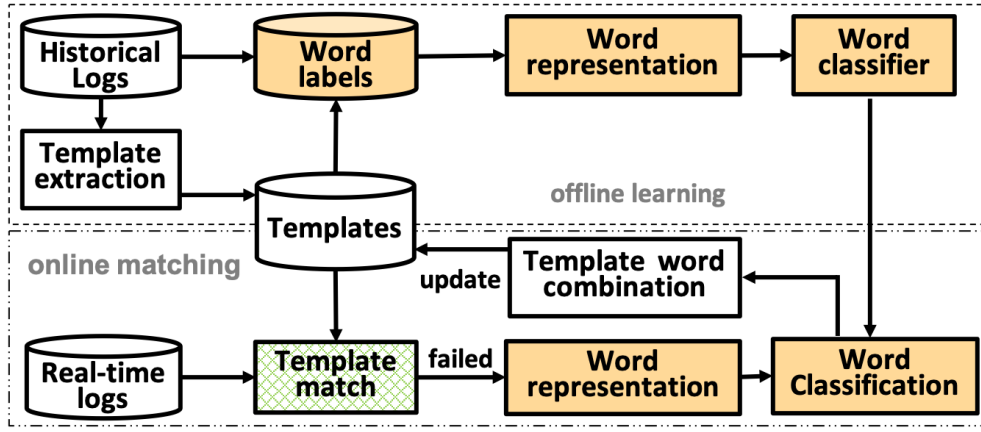 Historical
Logs
Word
labels
Word
representation
Word
classifier
Template
extraction
offline learning
Templates
online matching
update
Template word
combination
Real-time
logs
Template
match
failed
Word
representation
Word
Classification